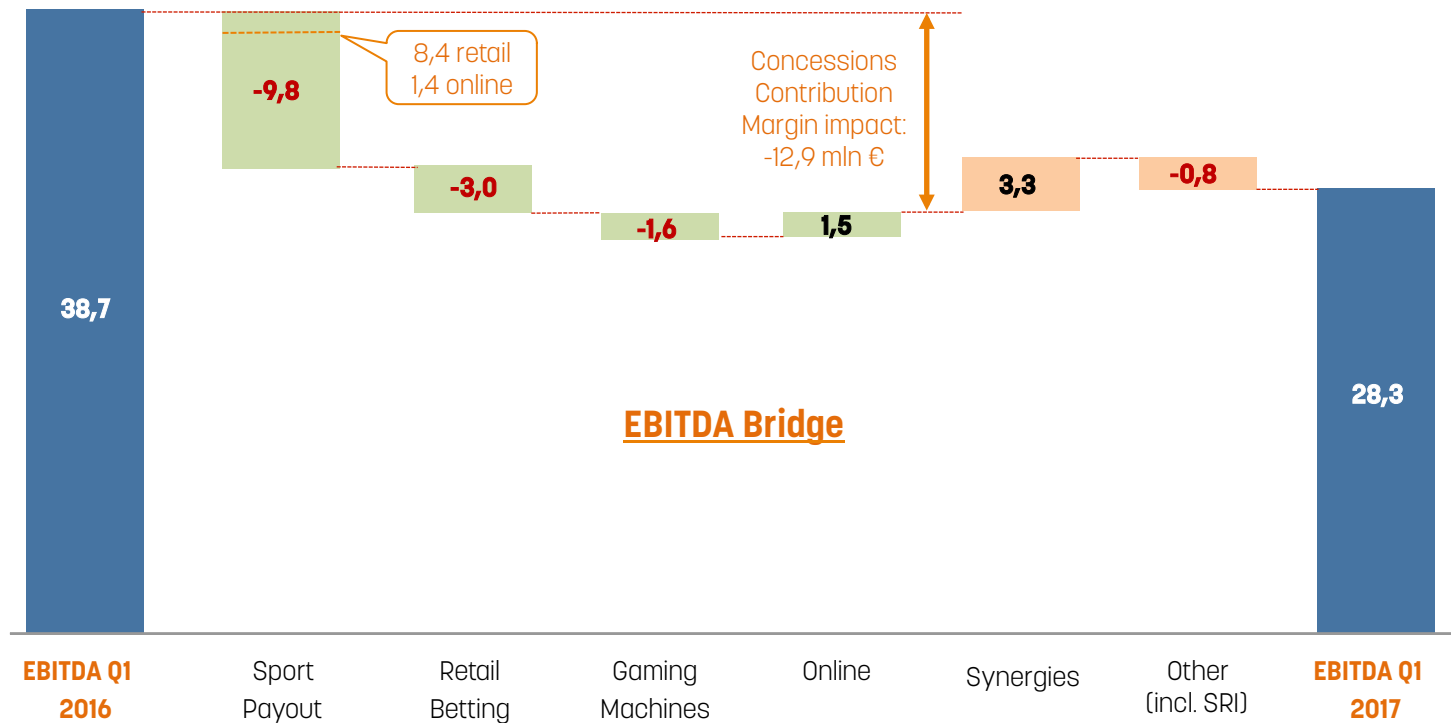 8,4 retail
1,4 online
-9,8
Concessions
Contribution
Margin impact:
-12,9 mln €
-3,0
-1,6
1,5
3,3
-0,8
38,7
28,3
EBITDA Bridge
EBITDA Q1
2016
Sport
Payout
Retail
Betting
Gaming
Machines
Online
Synergies
Other
(incl. SRI)
EBITDA Q1
2017